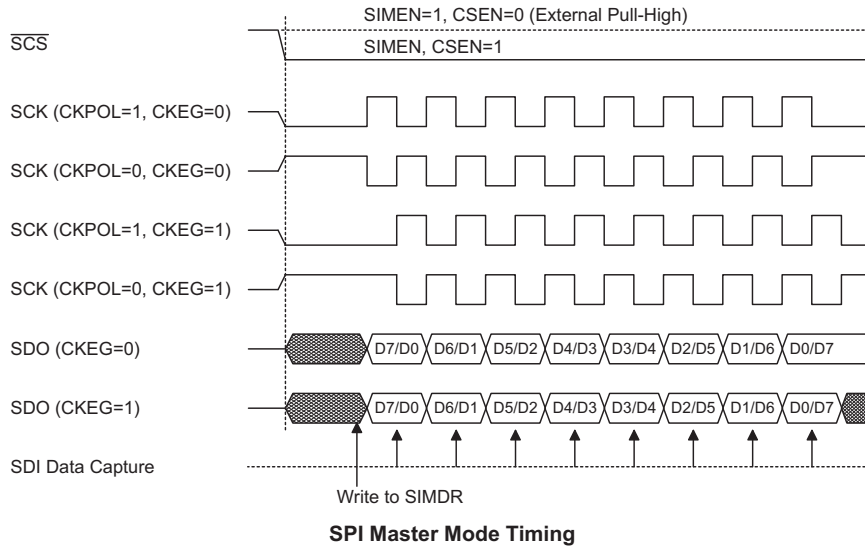 SIMEN=1, CSEN=0 (External Pull-High)
SCS
SIMEN, CSEN=1
SCK (CKPOL=1, CKEG=0)
SCK (CKPOL=0, CKEG=0)
SCK (CKPOL=1, CKEG=1)
SCK (CKPOL=0, CKEG=1)
SDO (CKEG=0) D7/D0 D6/D1 D5/D2 D4/D3 D3/D4 D2/D5 D1/D6 D0/D7
SDO (CKEG=1) D7/D0 D6/D1 D5/D2 D4/D3 D3/D4 D2/D5 D1/D6 D0/D7
SDI Data Capture
Write to SIMDR
SPI Master Mode Timing